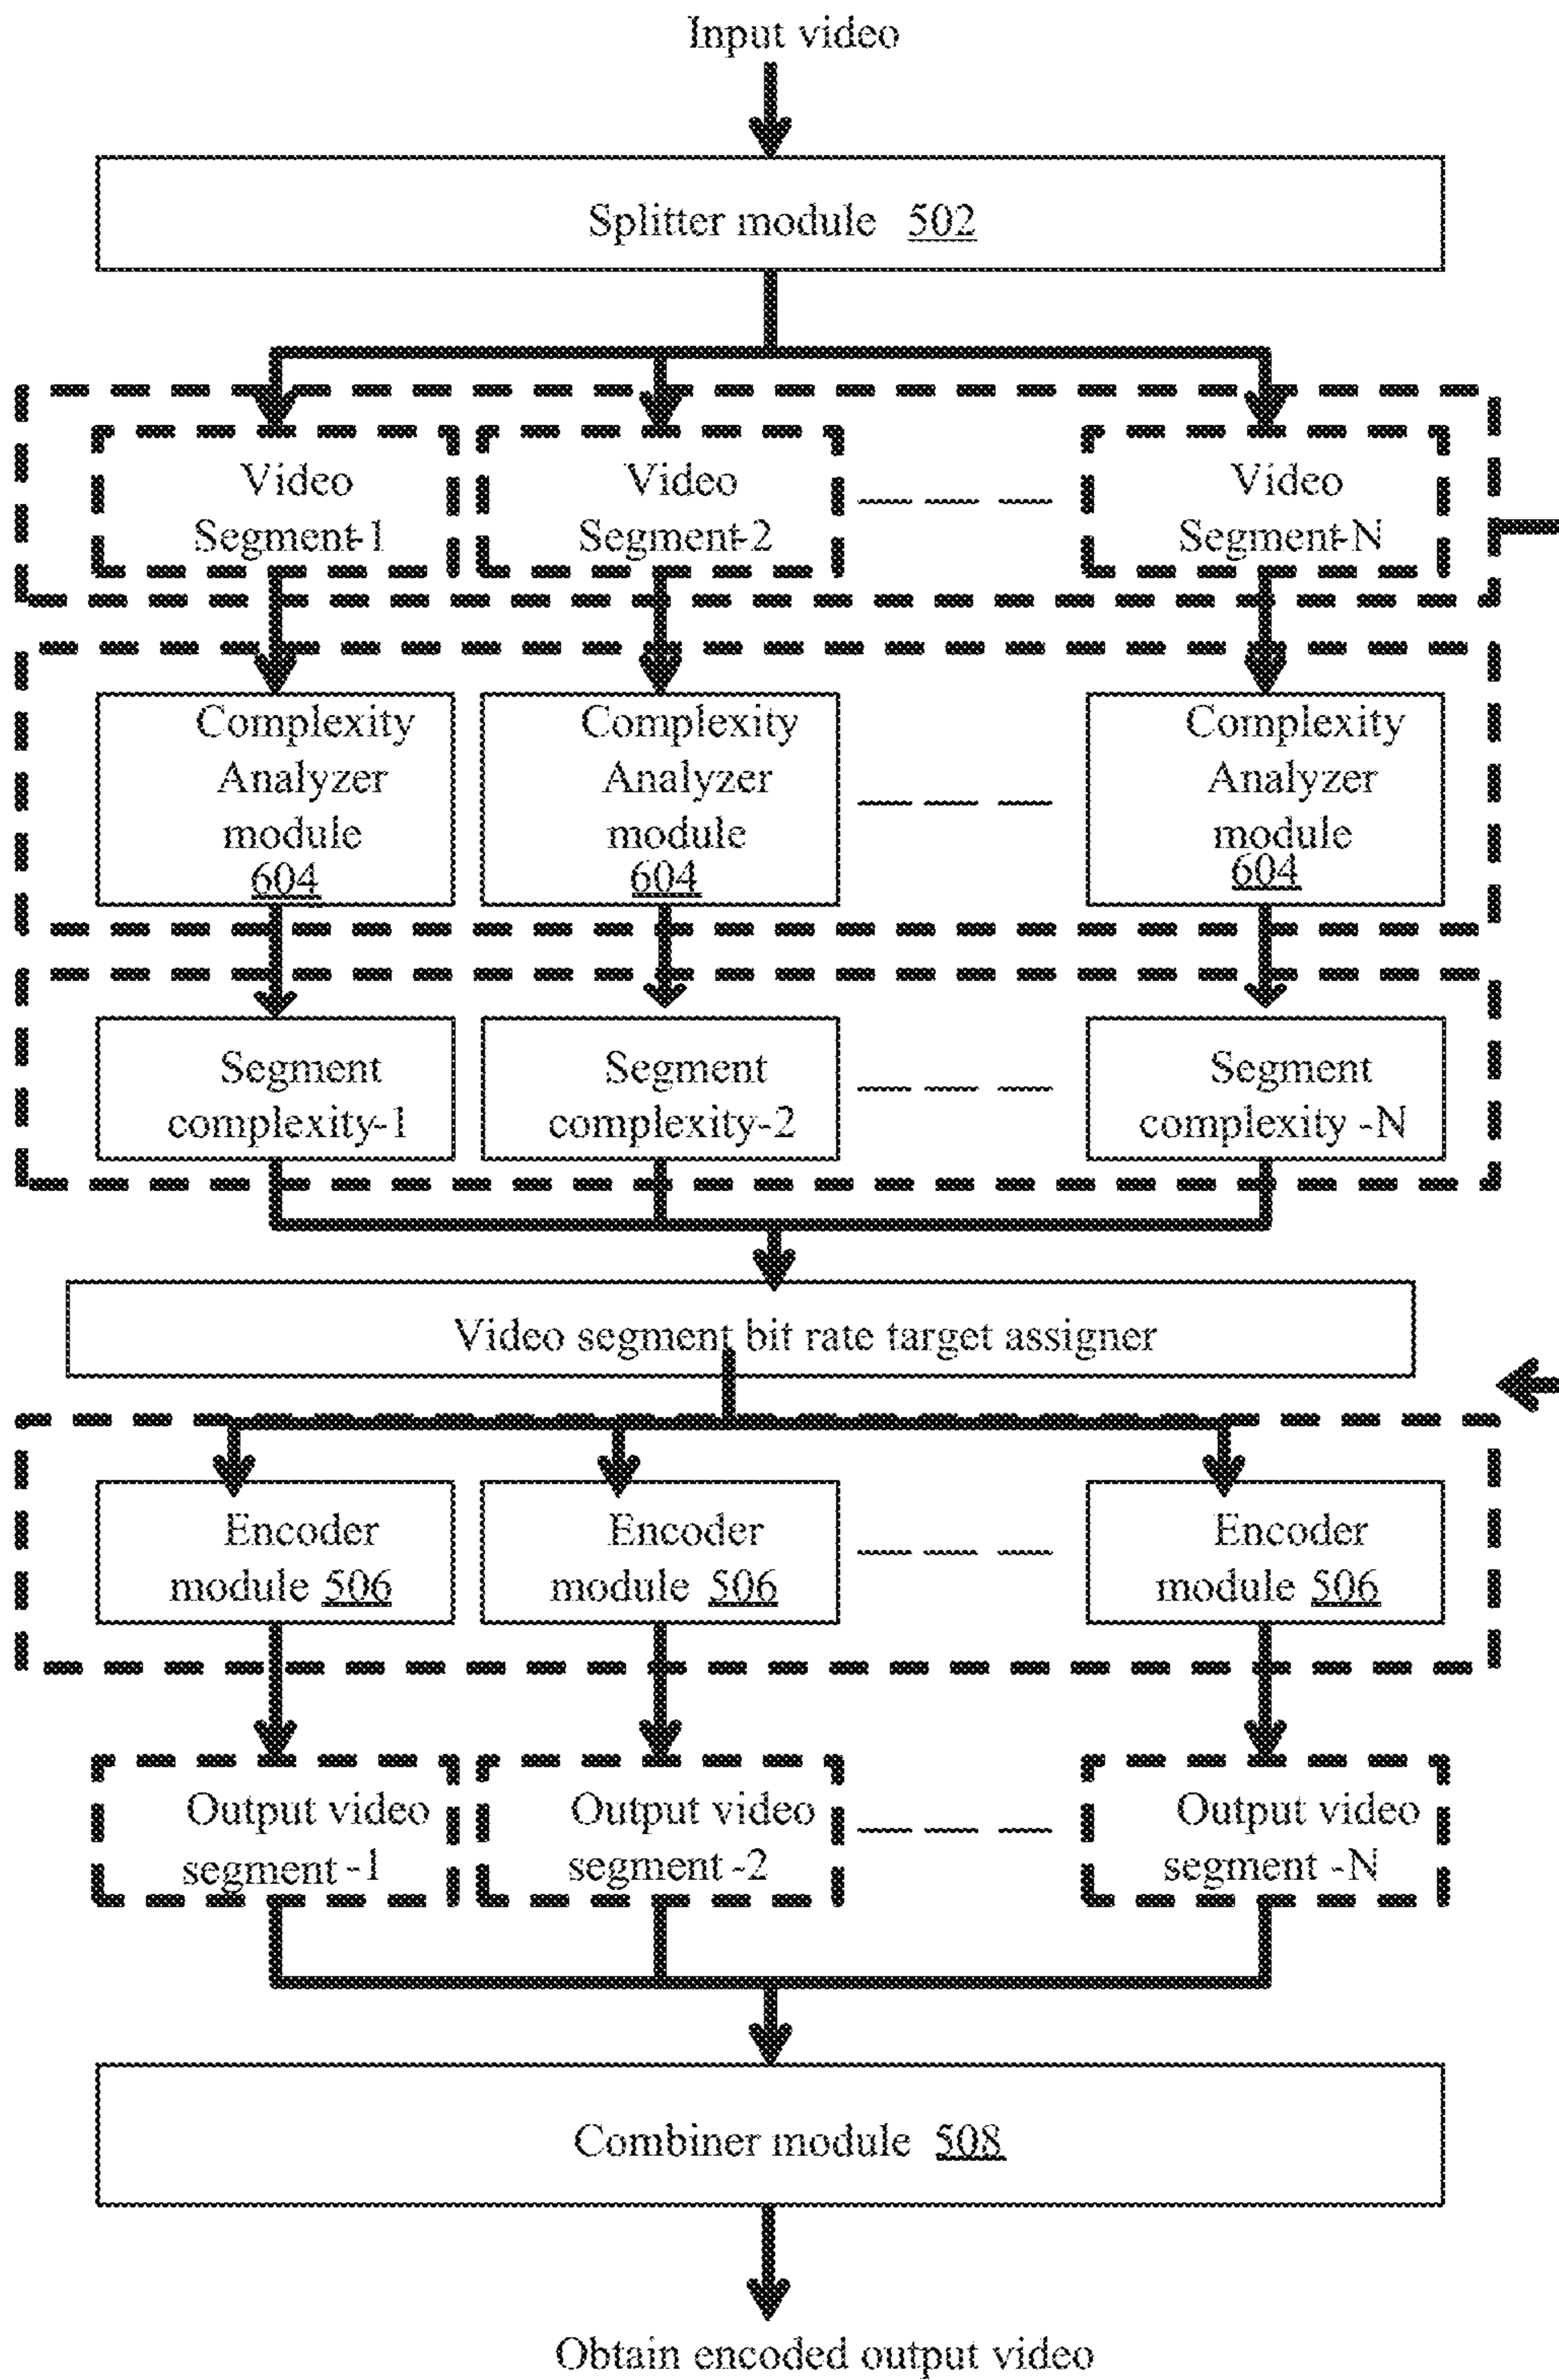 Input video
Splitter module 502
Video
Segment-1
Video
Segment-2
Video
Segment-N
Complexity
Analyzer
module
604
Complexity
Analyzer
module
604
Complexity
Analyzer
module
604
Segment
complexity-1
Segment
complexity-2
Segment
complexity -N
Video segment bit rate target assigner
Encoder
module 506
Encoder
module 506
Encoder
module 506
Output video
segment -1
Output video
segment -2
Output video
segment -N
Combiner module 508
Obtain encoded output video